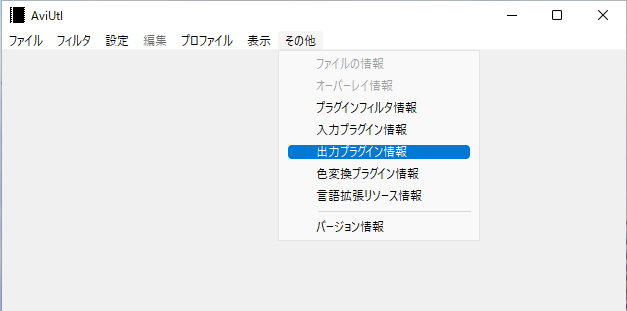 AviUtl
ファイル フィルタ 設定 編集 プロファイル 表示 その他
ファイルの情報
オーバーレイ情報
プラグインフィルタ情報
入力プラグイン情報
出力プラグイン情報
色変換プラグイン情報
言語拡張リソース情報
バージョン情報